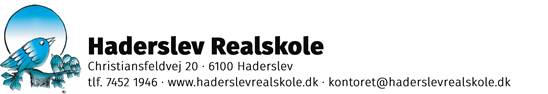 Haderslev Realskole
Christiansfeldvej 20 · 6100 Haderslev
tlf. 7452 1946 · www.haderslevrealskole.dk · kontoret@haderslevrealskole.dk